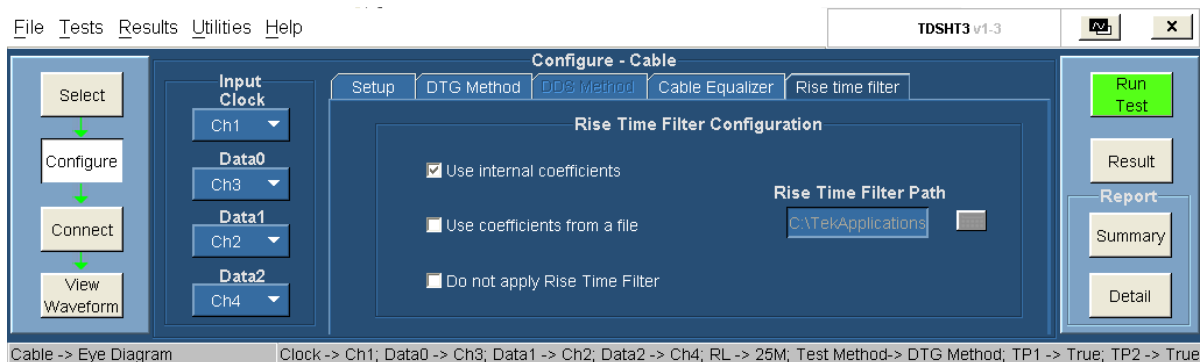 File Tests Results Utilities Help
TDSHT3 v1-3
x
Configure - Cable
Select
Configure
Connect
View
Waveform
Input
Clock
Ch1
Data0
Ch3
Data1
Ch2
Data2
Ch4
Setup DTG Method DDS Method Cable Equalizer Rise time filter
Rise Time Filter Configuration
Use internal coefficients
Use coefficients from a file
Do not apply Rise Time Filter
Rise Time Filter Path
C:\TekApplications
Run
Test
Result
Report
Summary
Detail
Cable -> Eye Diagram Clock -> Ch1; Data0 -> Ch3; Data1 -> Ch2; Data2 -> Ch4; RL -> 25M; Test Method-> DTG Method; TP1 -> True; TP2 -> True